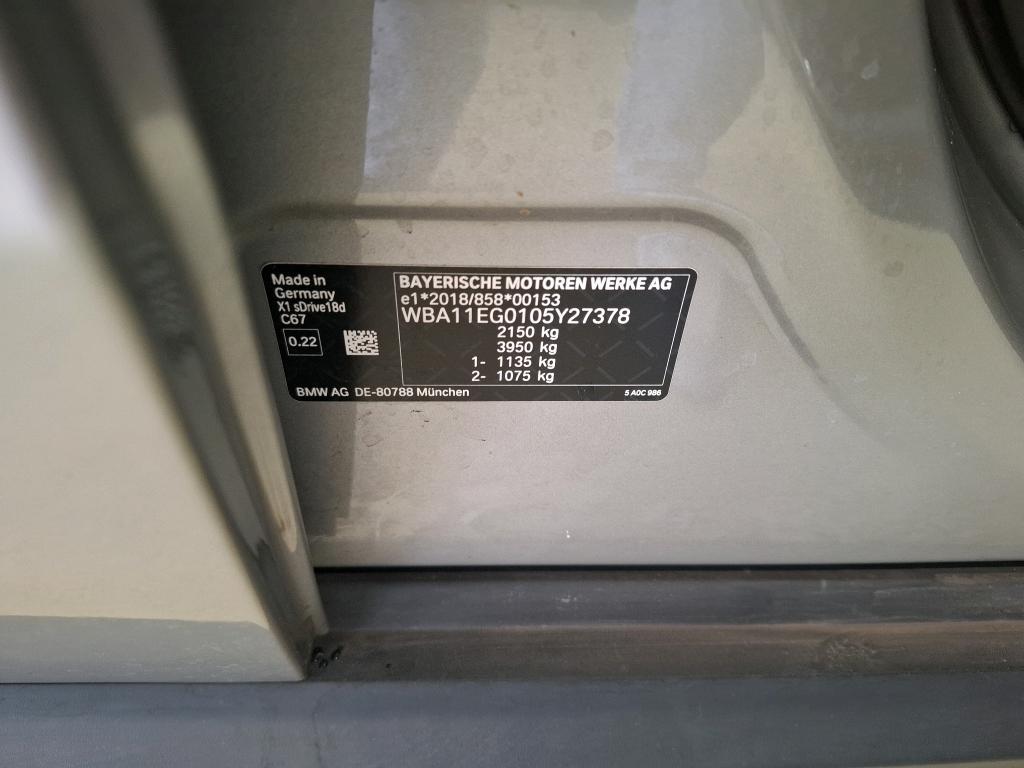 Made in
Germany
X1 sDrive18d
C67
0.22
BAYERISCHE MOTOREN WERKE AG
e1*2018/858*00153
WBA11EG0105Y27378
2150 kg
3950 kg
1- 1135 kg
2- 1075 kg
BMW AG DE-80788 München
5 A0C 986